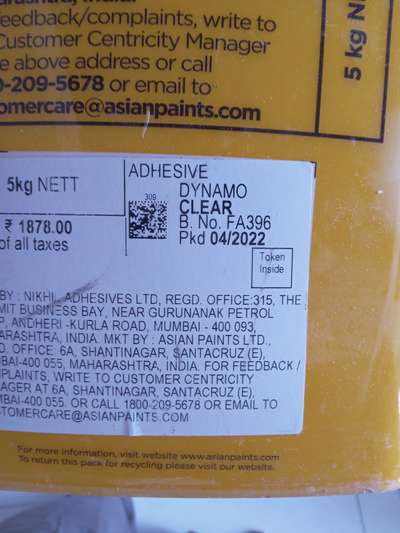 feedback/complaints, write to
Customer Centricity Manager
e above address or call
0-209-5678 or email to
omercare@asianpaints.com
5 kg N
5kg NETT
₹ 1878.00
of all taxes
ADHESIVE
309
DYNAMO
CLEAR
B. No. FA396
Pkd 04/2022
Token
Inside
BY : NIKHIL ADHESIVES LTD, REGD. OFFICE:315, THE
MIT BUSINESS BAY, NEAR GURUNANAK PETROL
P, ANDHERI -KURLA ROAD, MUMBAI - 400 093,
ARASHTRA, INDIA. MKT BY : ASIAN PAINTS LTD.,
D. OFFICE: 6A, SHANTINAGAR, SANTACRUZ (E),
BAI-400 055, MAHARASHTRA, INDIA. FOR FEEDBACK /
PLAINTS, WRITE TO CUSTOMER CENTRICITY
AGER AT 6A, SHANTINAGAR, SANTACRUZ (E),
MBAI-400 055. OR CALL 1800-209-5678 OR EMAIL TO
STOMERCARE@ASIANPAINTS.COM
For more information, visit website www.asianpaints.com
To return this pack for recycling please visit our website.